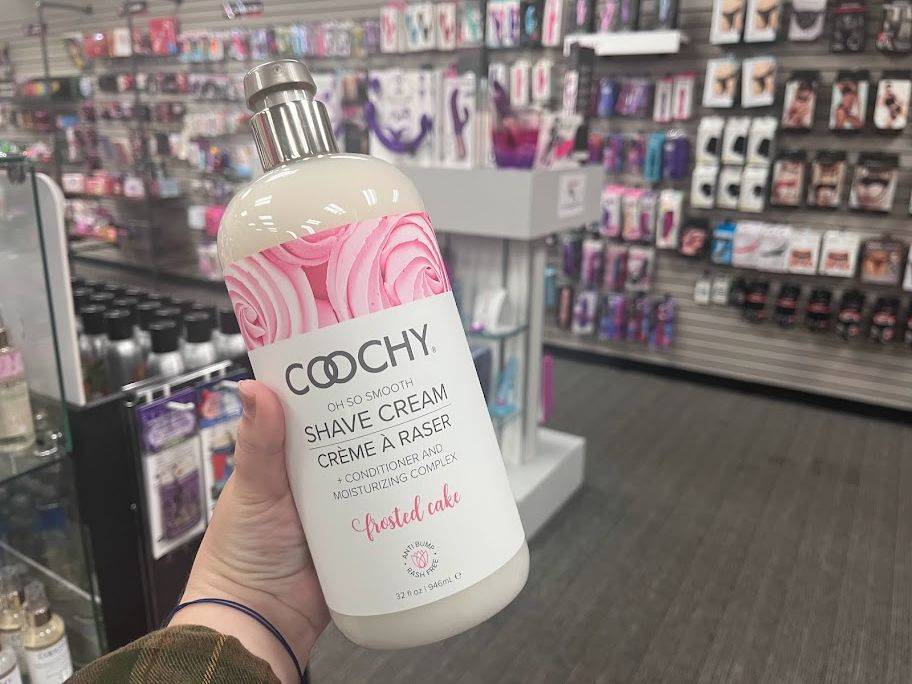 COOCHY®
OH SO SMOOTH
SHAVE CREAM
CRÈME À RASER
+ CONDITIONER AND
MOISTURIZING COMPLEX
frosted cake
ANTI BUMP
RASH FREE
32 fl oz | 946mL ℮